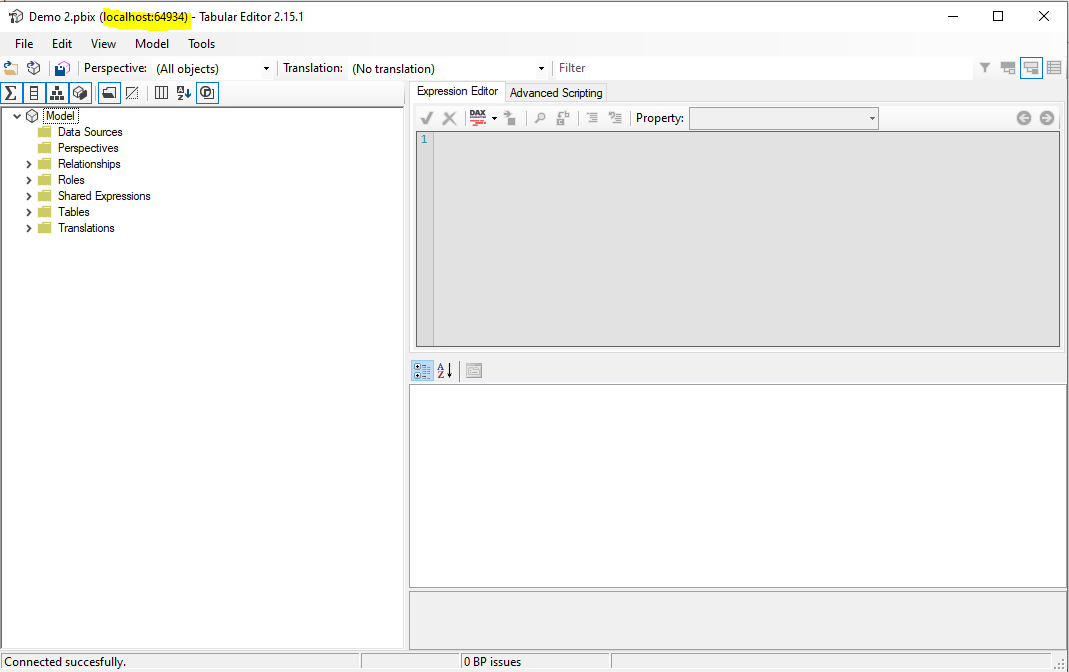 Demo 2.pbix (localhost:64934) - Tabular Editor 2.15.1
File Edit View Model Tools
Perspective: (All objects) Translation: (No translation) Filter
Expression Editor Advanced Scripting
DAX Property:
1
Model
Data Sources
Perspectives
Relationships
Roles
Shared Expressions
Tables
Translations
Connected succesfully. 0 BP issues